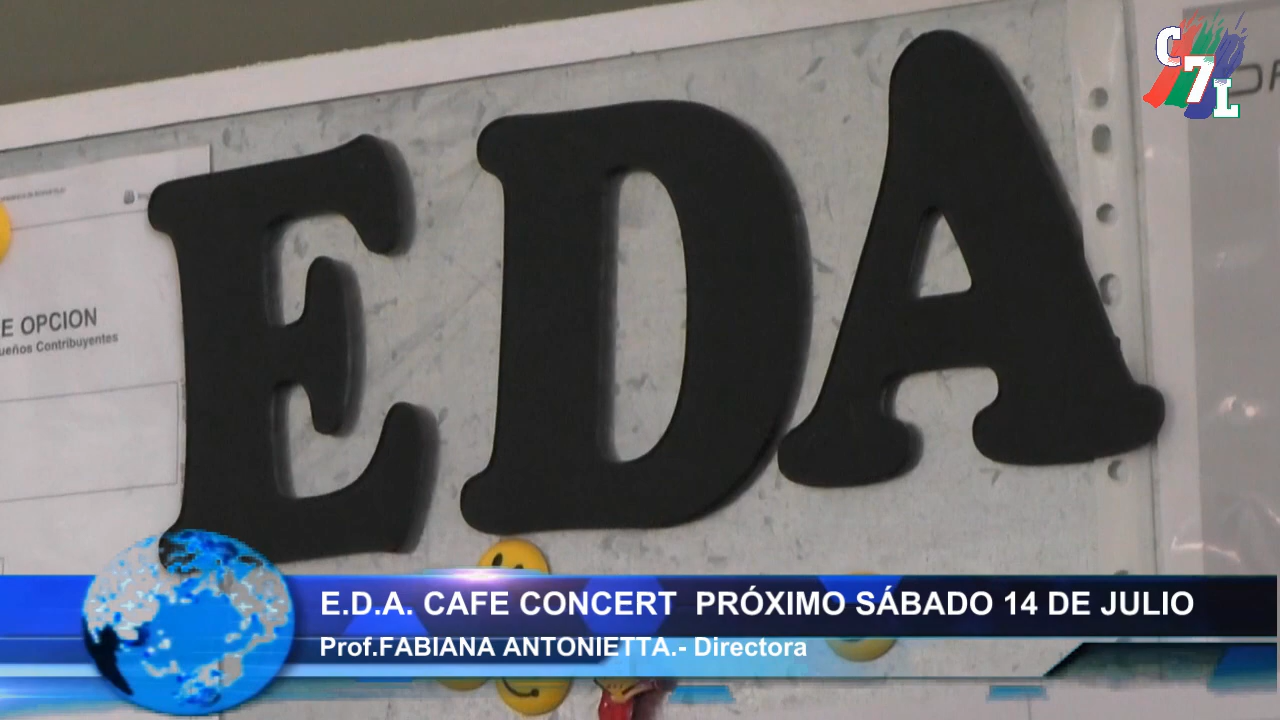 C7L
EDA
E OPCION
ueños Contribuyentes
E.D.A. CAFE CONCERT PRÓXIMO SÁBADO 14 DE JULIO
Prof.FABIANA ANTONIETTA.- Directora